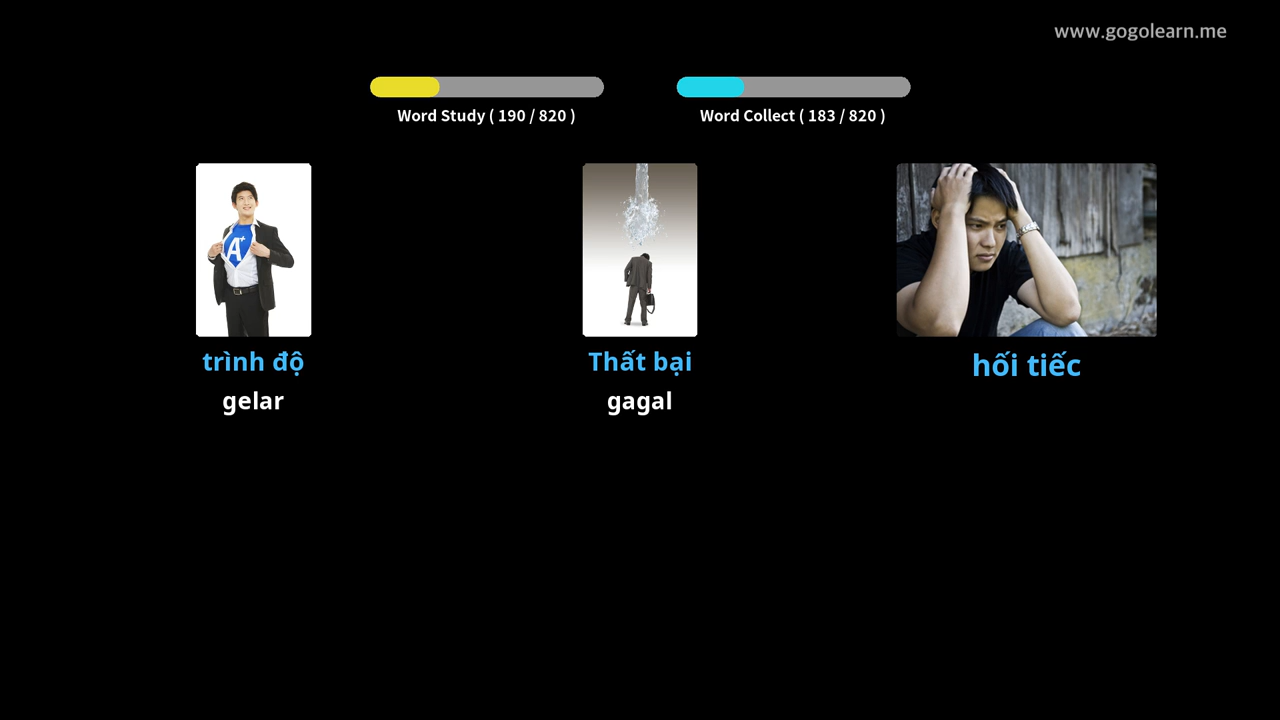 www.gogolearn.me
Word Study ( 190 / 820 )
Word Collect ( 183 / 820 )
A+
trình độ
Thất bại
hối tiếc
gelar
gagal